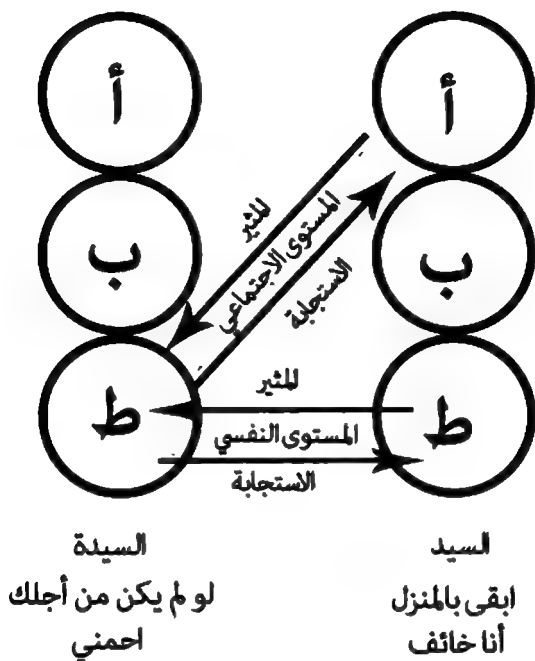 أ
أ
المثير
المستوى الاجتماعي
الاستجابة
ب
ب
ط
المثير
المستوى النفسي
الاستجابة
ط
السيد
ابقى بالمنزل
أنا خائف
السيدة
لو لم يكن من أجلك
احمني